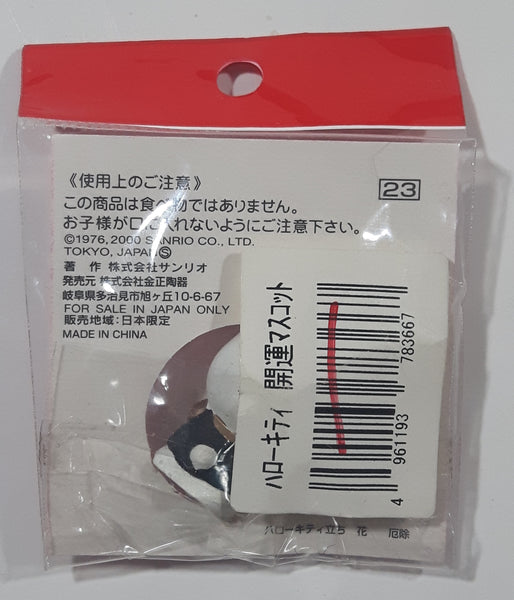 《使用上のご注意》
23
この商品は食べ物ではありません。
お子様が口に入れないようにご注意下さい。
©1976, 2000 SANRIO CO., LTD.
TOKYO, JAPAN Ⓢ
著 作 株式会社サンリオ
発売元 株式会社金正陶器
岐阜県多治見市旭ヶ丘10-6-67
FOR SALE IN JAPAN ONLY
販売地域:日本限定
MADE IN CHINA
ハローキティ 開運マスコット
4 961193 783667
ハローキティ立ち 花 厄除